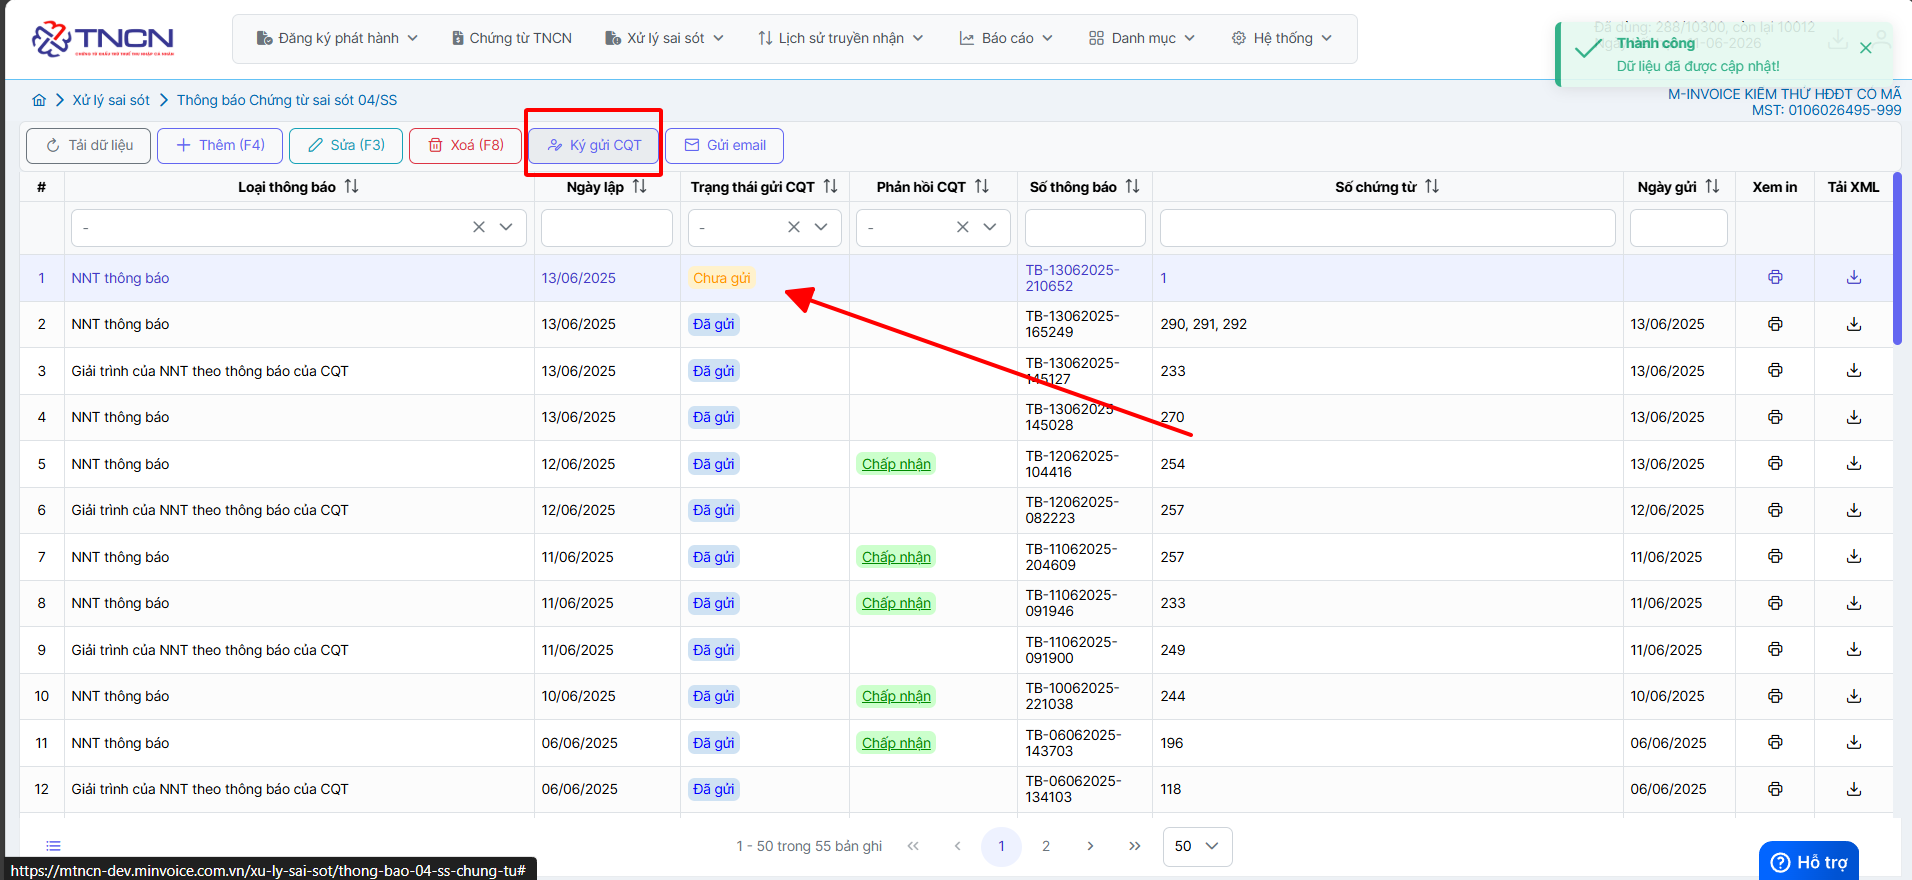 TNCN
Đăng ký phát hành
Chứng từ TNCN
Xử lý sai sót
Lịch sử truyền nhận
Báo cáo
Danh mục
Hệ thống
Đã dùng: 288/10300, còn lại 10012
Thành công
Dữ liệu đã được cập nhật!
M-INVOICE KIỂM THỬ HĐĐT CÓ MÃ
MST: 0106026495-999
Xử lý sai sót
Thông báo Chứng từ sai sót 04/SS
Tải dữ liệu
Thêm (F4)
Sửa (F3)
Xoá (F8)
Ký gửi CQT
Gửi email
# Loại thông báo Ngày lập Trạng thái gửi CQT Phản hồi CQT Số thông báo Số chứng từ Ngày gửi Xem in Tải XML
- - -
1 NNT thông báo 13/06/2025 Chưa gửi TB-13062025-210652 1
2 NNT thông báo 13/06/2025 Đã gửi TB-13062025-165249 290, 291, 292 13/06/2025
3 Giải trình của NNT theo thông báo của CQT 13/06/2025 Đã gửi TB-13062025-145127 233 13/06/2025
4 NNT thông báo 13/06/2025 Đã gửi TB-13062025-145028 270 13/06/2025
5 NNT thông báo 12/06/2025 Đã gửi Chấp nhận TB-12062025-104416 254 13/06/2025
6 Giải trình của NNT theo thông báo của CQT 12/06/2025 Đã gửi TB-12062025-082223 257 12/06/2025
7 NNT thông báo 11/06/2025 Đã gửi Chấp nhận TB-11062025-204609 257 11/06/2025
8 NNT thông báo 11/06/2025 Đã gửi Chấp nhận TB-11062025-091946 233 11/06/2025
9 Giải trình của NNT theo thông báo của CQT 11/06/2025 Đã gửi TB-11062025-091900 249 11/06/2025
10 NNT thông báo 10/06/2025 Đã gửi Chấp nhận TB-10062025-221038 244 10/06/2025
11 NNT thông báo 06/06/2025 Đã gửi Chấp nhận TB-06062025-143703 196 06/06/2025
12 Giải trình của NNT theo thông báo của CQT 06/06/2025 Đã gửi TB-06062025-134103 118 06/06/2025
1 - 50 trong 55 bản ghi
1
2
50
Hỗ trợ
https://mtncn-dev.minvoice.com.vn/xu-ly-sai-sot/thong-bao-04-ss-chung-tu#